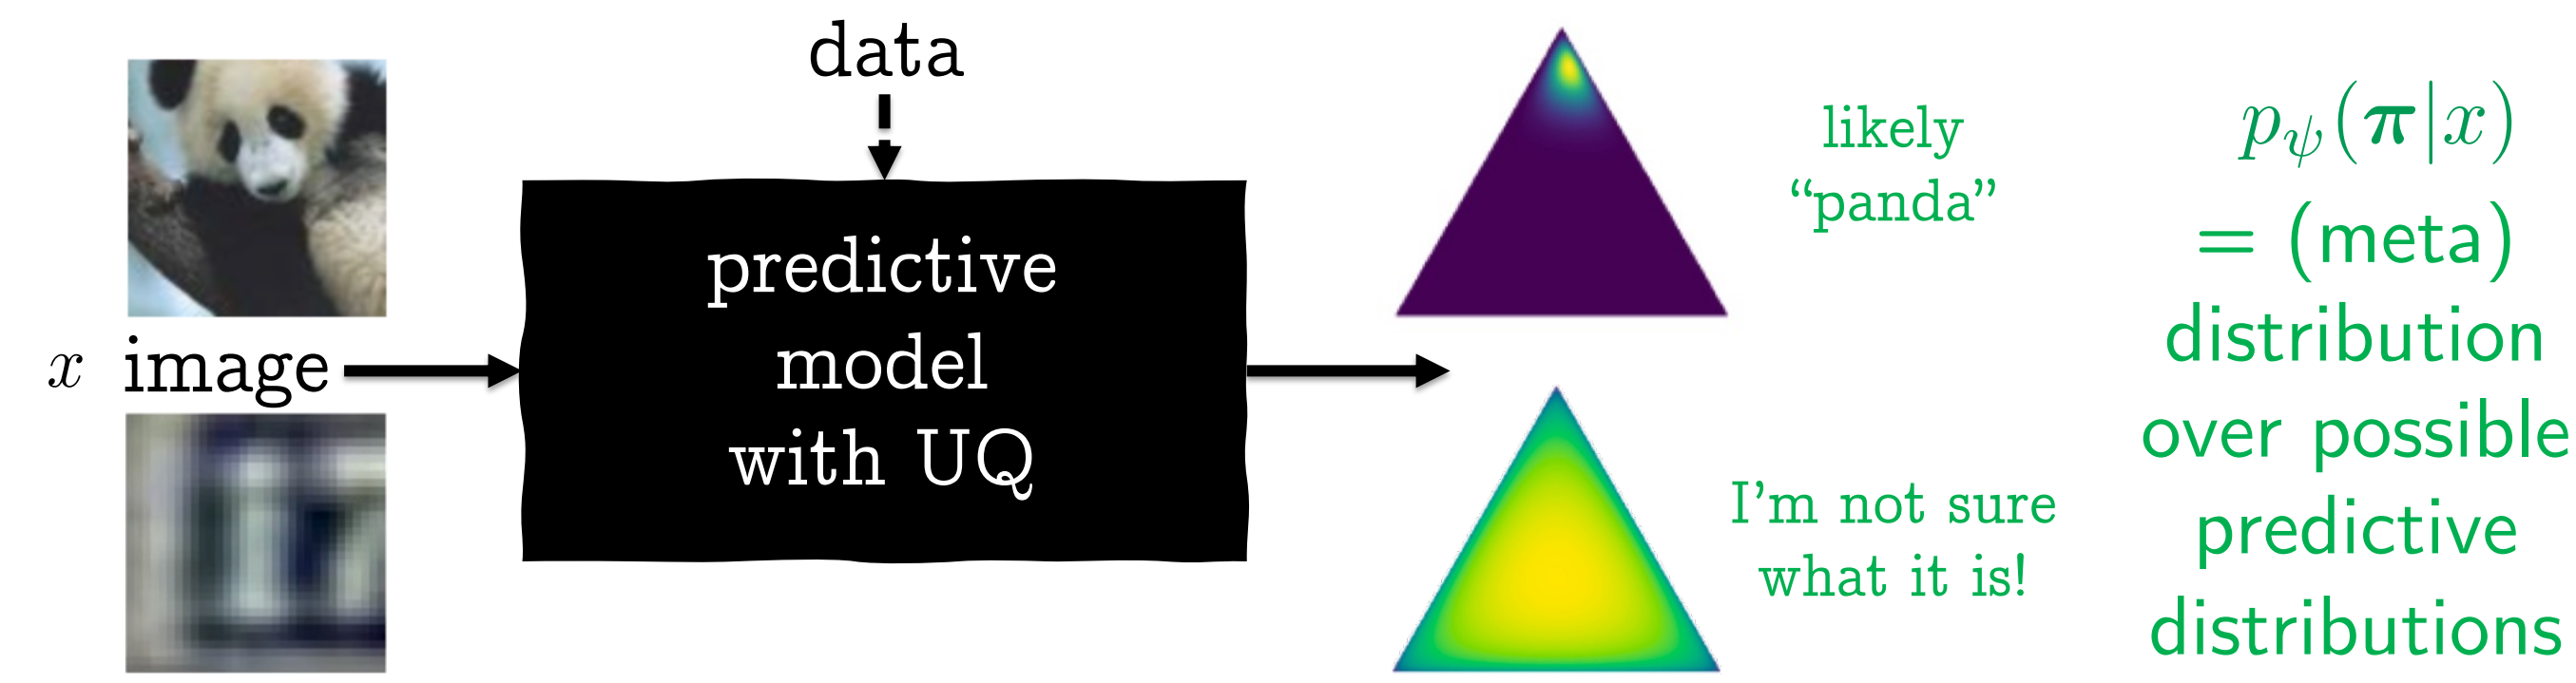 data
x image
predictive
model
with UQ
likely
“panda”
I’m not sure
what it is!
p_ψ(π|x)
= (meta)
distribution
over possible
predictive
distributions